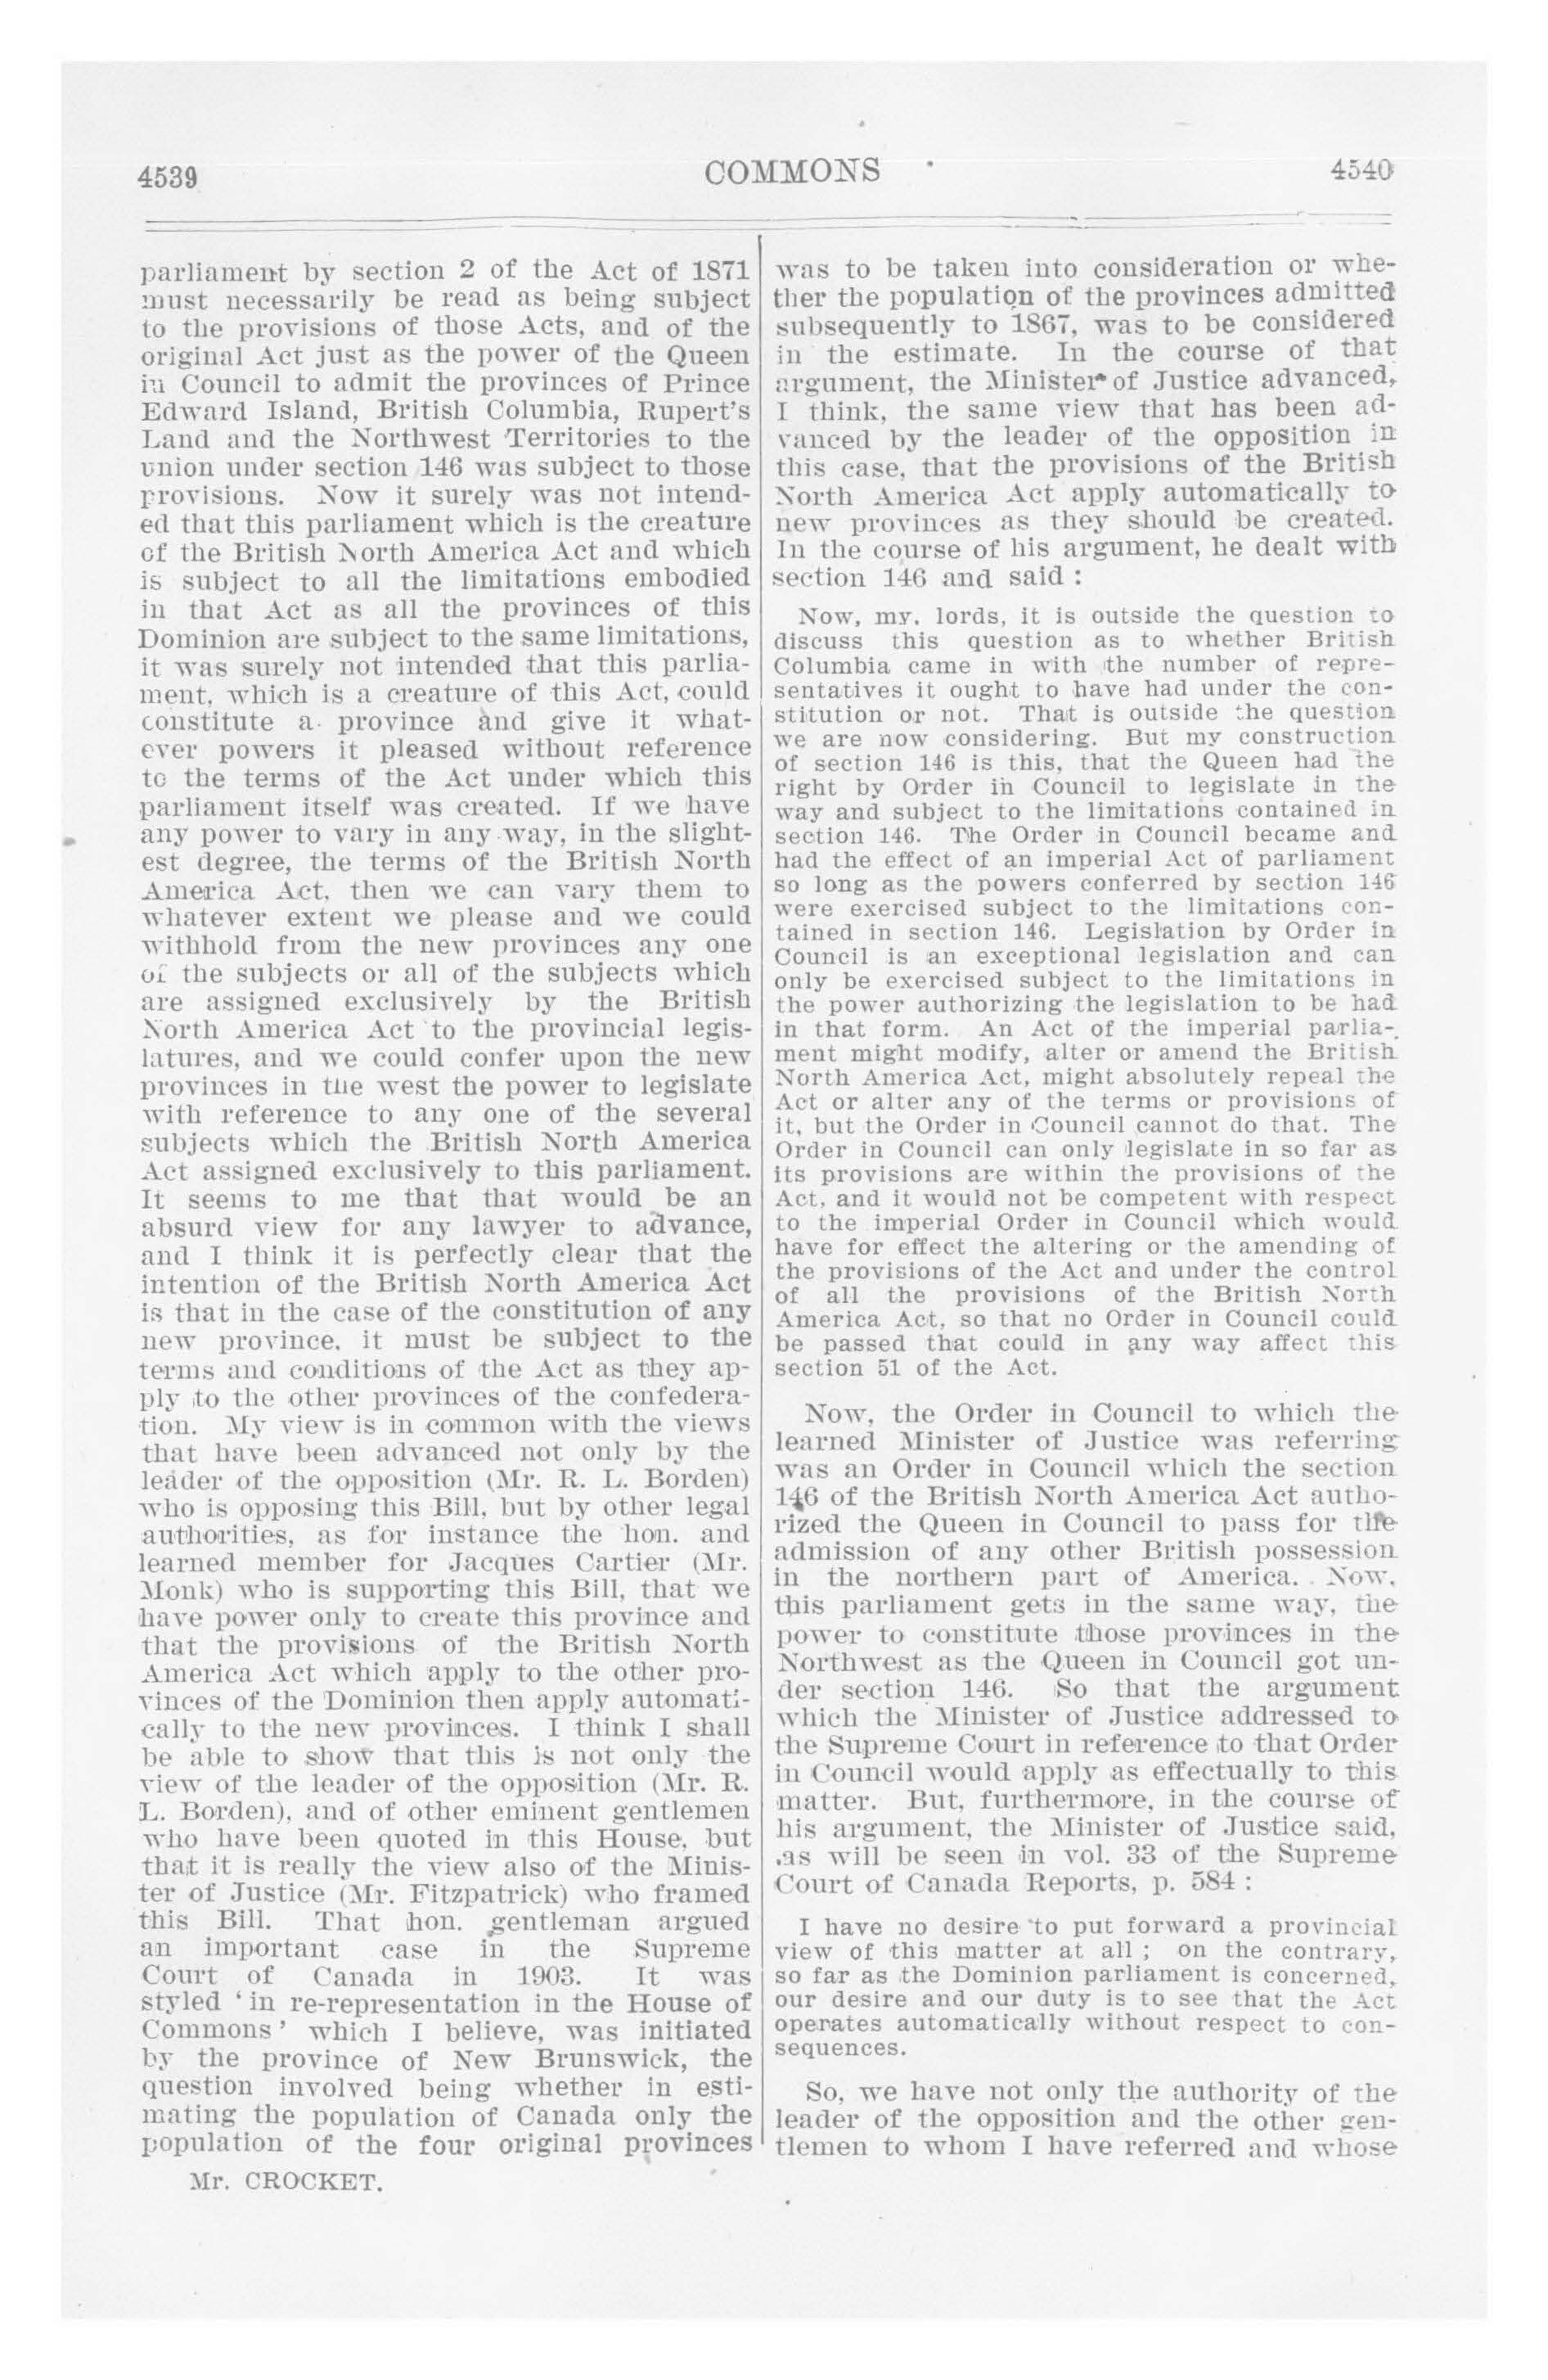 4539
COMMONS
4540
parliament by section 2 of the Act of 1871
must necessarily be read as being subject
to the provisions of those Acts, and of the
original Act just as the power of the Queen
in Council to admit the provinces of Prince
Edward Island, British Columbia, Rupert's
Land and the Northwest Territories to the
union under section 146 was subject to those
provisions. Now it surely was not intend-
ed that this parliament which is the creature
of the British North America Act and which
is subject to all the limitations embodied
in that Act as all the provinces of this
Dominion are subject to the same limitations,
it was surely not intended that this parlia-
ment, which is a creature of this Act, could
constitute a province and give it what-
ever powers it pleased without reference
to the terms of the Act under which this
parliament itself was created. If we have
any power to vary in any way, in the slight-
est degree, the terms of the British North
America Act, then we can vary them to
whatever extent we please and we could
withhold from the new provinces any one
of the subjects or all of the subjects which
are assigned exclusively by the British
North America Act to the provincial legis-
latures, and we could confer upon the new
provinces in the west the power to legislate
with reference to any one of the several
subjects which the British North America
Act assigned exclusively to this parliament.
It seems to me that that would be an
absurd view for any lawyer to advance,
and I think it is perfectly clear that the
intention of the British North America Act
is that in the case of the constitution of any
new province, it must be subject to the
terms and conditions of the Act as they ap-
ply to the other provinces of the confedera-
tion. My view is in common with the views
that have been advanced not only by the
leader of the opposition (Mr. R. L. Borden)
who is opposing this Bill, but by other legal
authorities, as for instance the hon. and
learned member for Jacques Cartier (Mr.
Monk) who is supporting this Bill, that we
have power only to create this province and
that the provisions of the British North
America Act which apply to the other pro-
vinces of the Dominion then apply automati-
cally to the new provinces. I think I shall
be able to show that this is not only the
view of the leader of the opposition (Mr. R.
L. Borden), and of other eminent gentlemen
who have been quoted in this House, but
that it is really the view also of the Minis-
ter of Justice (Mr. Fitzpatrick) who framed
this Bill. That hon. gentleman argued
an important case in the Supreme
Court of Canada in 1903. It was
styled 'in re-representation in the House of
Commons' which I believe, was initiated
by the province of New Brunswick, the
question involved being whether in esti-
mating the population of Canada only the
population of the four original provinces
Mr. CROCKET.
was to be taken into consideration or whe-
ther the population of the provinces admitted
subsequently to 1867, was to be considered
in the estimate. In the course of that
argument, the Minister of Justice advanced,
I think, the same view that has been ad-
vanced by the leader of the opposition in
this case, that the provisions of the British
North America Act apply automatically to
new provinces as they should be created.
In the course of his argument, he dealt with
section 146 and said :
Now, my. lords, it is outside the question to
discuss this question as to whether British
Columbia came in with the number of repre-
sentatives it ought to have had under the con-
stitution or not. That is outside the question
we are now considering. But my construction
of section 146 is this, that the Queen had the
right by Order in Council to legislate in the
way and subject to the limitations contained in
section 146. The Order in Council became and
had the effect of an imperial Act of parliament
so long as the powers conferred by section 146
were exercised subject to the limitations con-
tained in section 146. Legislation by Order in
Council is an exceptional legislation and can
only be exercised subject to the limitations in
the power authorizing the legislation to be had
in that form. An Act of the imperial parlia-
ment might modify, alter or amend the British
North America Act, might absolutely repeal the
Act or alter any of the terms or provisions of
it, but the Order in Council cannot do that. The
Order in Council can only legislate in so far as
its provisions are within the provisions of the
Act, and it would not be competent with respect
to the imperial Order in Council which would
have for effect the altering or the amending of
the provisions of the Act and under the control
of all the provisions of the British North
America Act, so that no Order in Council could
be passed that could in any way affect this
section 51 of the Act.
Now, the Order in Council to which the
learned Minister of Justice was referring
was an Order in Council which the section
146 of the British North America Act autho-
rized the Queen in Council to pass for the
admission of any other British possession
in the northern part of America. Now,
this parliament gets in the same way, the
power to constitute those provinces in the
Northwest as the Queen in Council got un-
der section 146. So that the argument
which the Minister of Justice addressed to
the Supreme Court in reference to that Order
in Council would apply as effectually to this
matter. But, furthermore, in the course of
his argument, the Minister of Justice said,
as will be seen in vol. 33 of the Supreme
Court of Canada Reports, p. 584 :
I have no desire to put forward a provincial
view of this matter at all ; on the contrary,
so far as the Dominion parliament is concerned,
our desire and our duty is to see that the Act
operates automatically without respect to con-
sequences.
So, we have not only the authority of the
leader of the opposition and the other gen-
tlemen to whom I have referred and whose